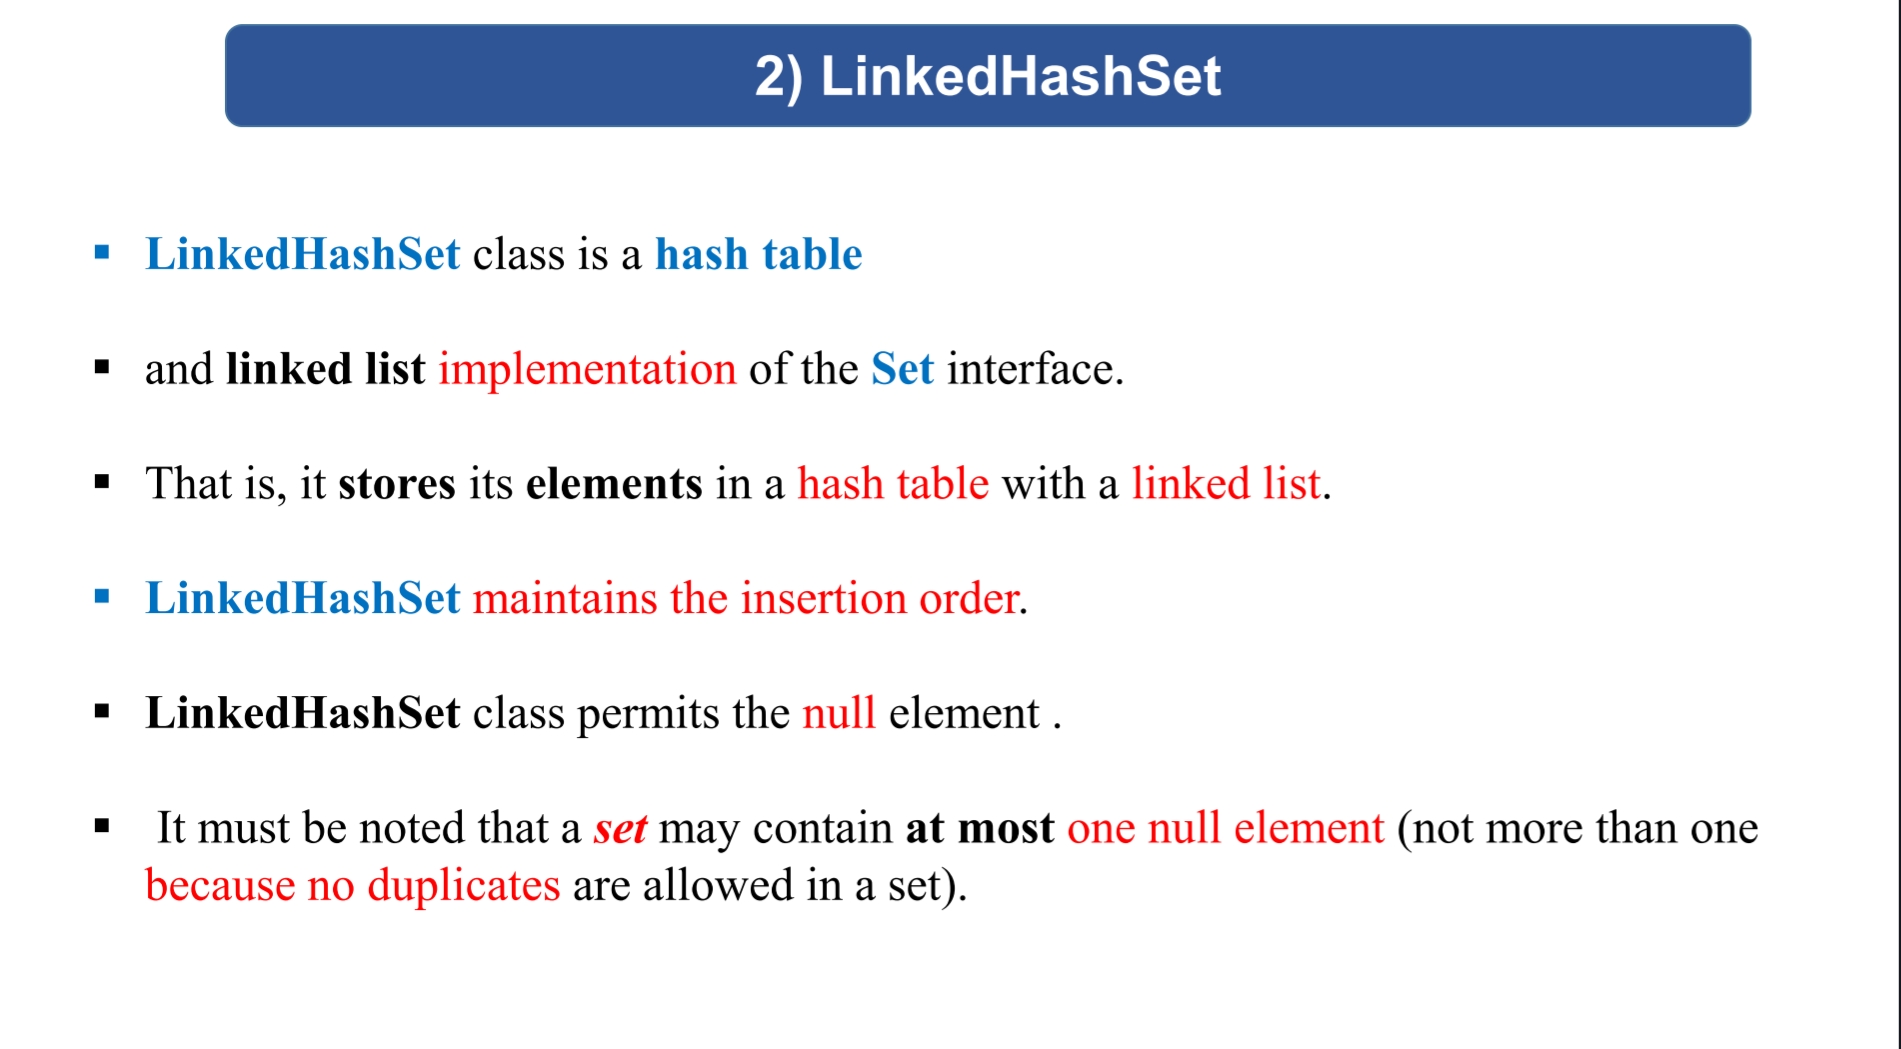 2) LinkedHashSet
▪ LinkedHashSet class is a hash table
▪ and linked list implementation of the Set interface.
▪ That is, it stores its elements in a hash table with a linked list.
▪ LinkedHashSet maintains the insertion order.
▪ LinkedHashSet class permits the null element .
▪ It must be noted that a set may contain at most one null element (not more than one
because no duplicates are allowed in a set).